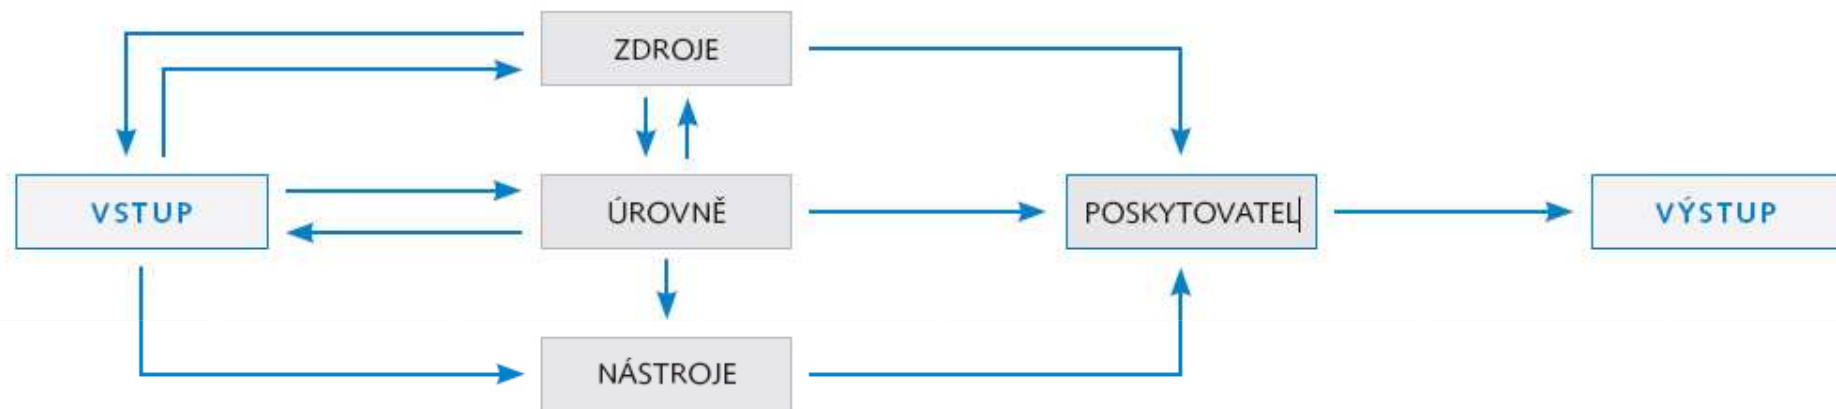 ZDROJE
VSTUP
ÚROVNĚ
POSKYTOVATEL
VÝSTUP
NÁSTROJE